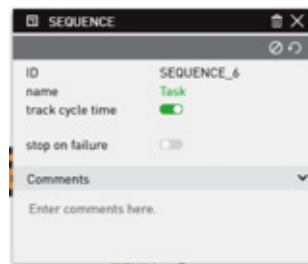 SEQUENCE
ID SEQUENCE_6
name Task
track cycle time
stop on failure
Comments
Enter comments here.